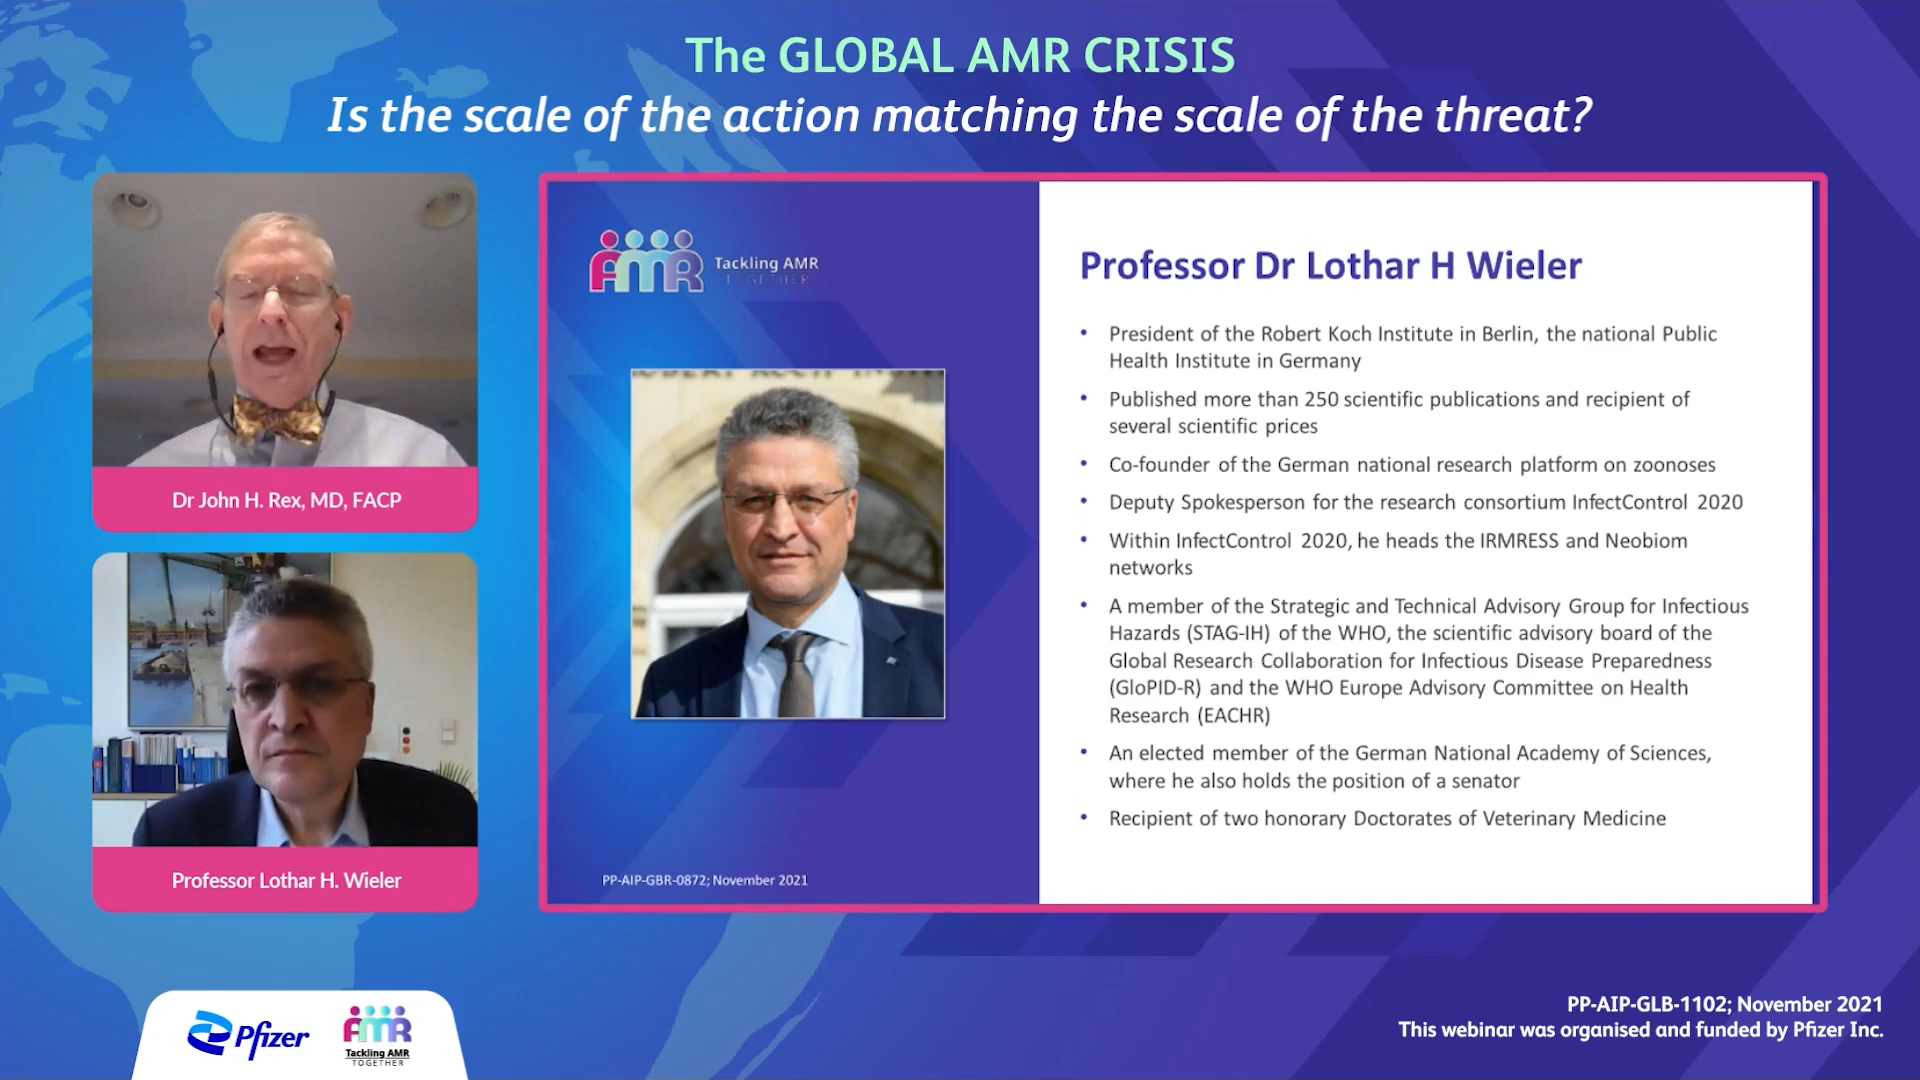 The GLOBAL AMR CRISIS
Is the scale of the action matching the scale of the threat?
Dr John H. Rex, MD, FACP
Professor Lothar H. Wieler
AMR
Tackling AMR
TOGETHER
PP-AIP-GBR-0872; November 2021
Professor Dr Lothar H Wieler
• President of the Robert Koch Institute in Berlin, the national Public
Health Institute in Germany
• Published more than 250 scientific publications and recipient of
several scientific prices
• Co-founder of the German national research platform on zoonoses
• Deputy Spokesperson for the research consortium InfectControl 2020
• Within InfectControl 2020, he heads the IRMRESS and Neobiom
networks
• A member of the Strategic and Technical Advisory Group for Infectious
Hazards (STAG-IH) of the WHO, the scientific advisory board of the
Global Research Collaboration for Infectious Disease Preparedness
(GloPID-R) and the WHO Europe Advisory Committee on Health
Research (EACHR)
• An elected member of the German National Academy of Sciences,
where he also holds the position of a senator
• Recipient of two honorary Doctorates of Veterinary Medicine
Pfizer
AMR
Tackling AMR
TOGETHER
PP-AIP-GLB-1102; November 2021
This webinar was organised and funded by Pfizer Inc.